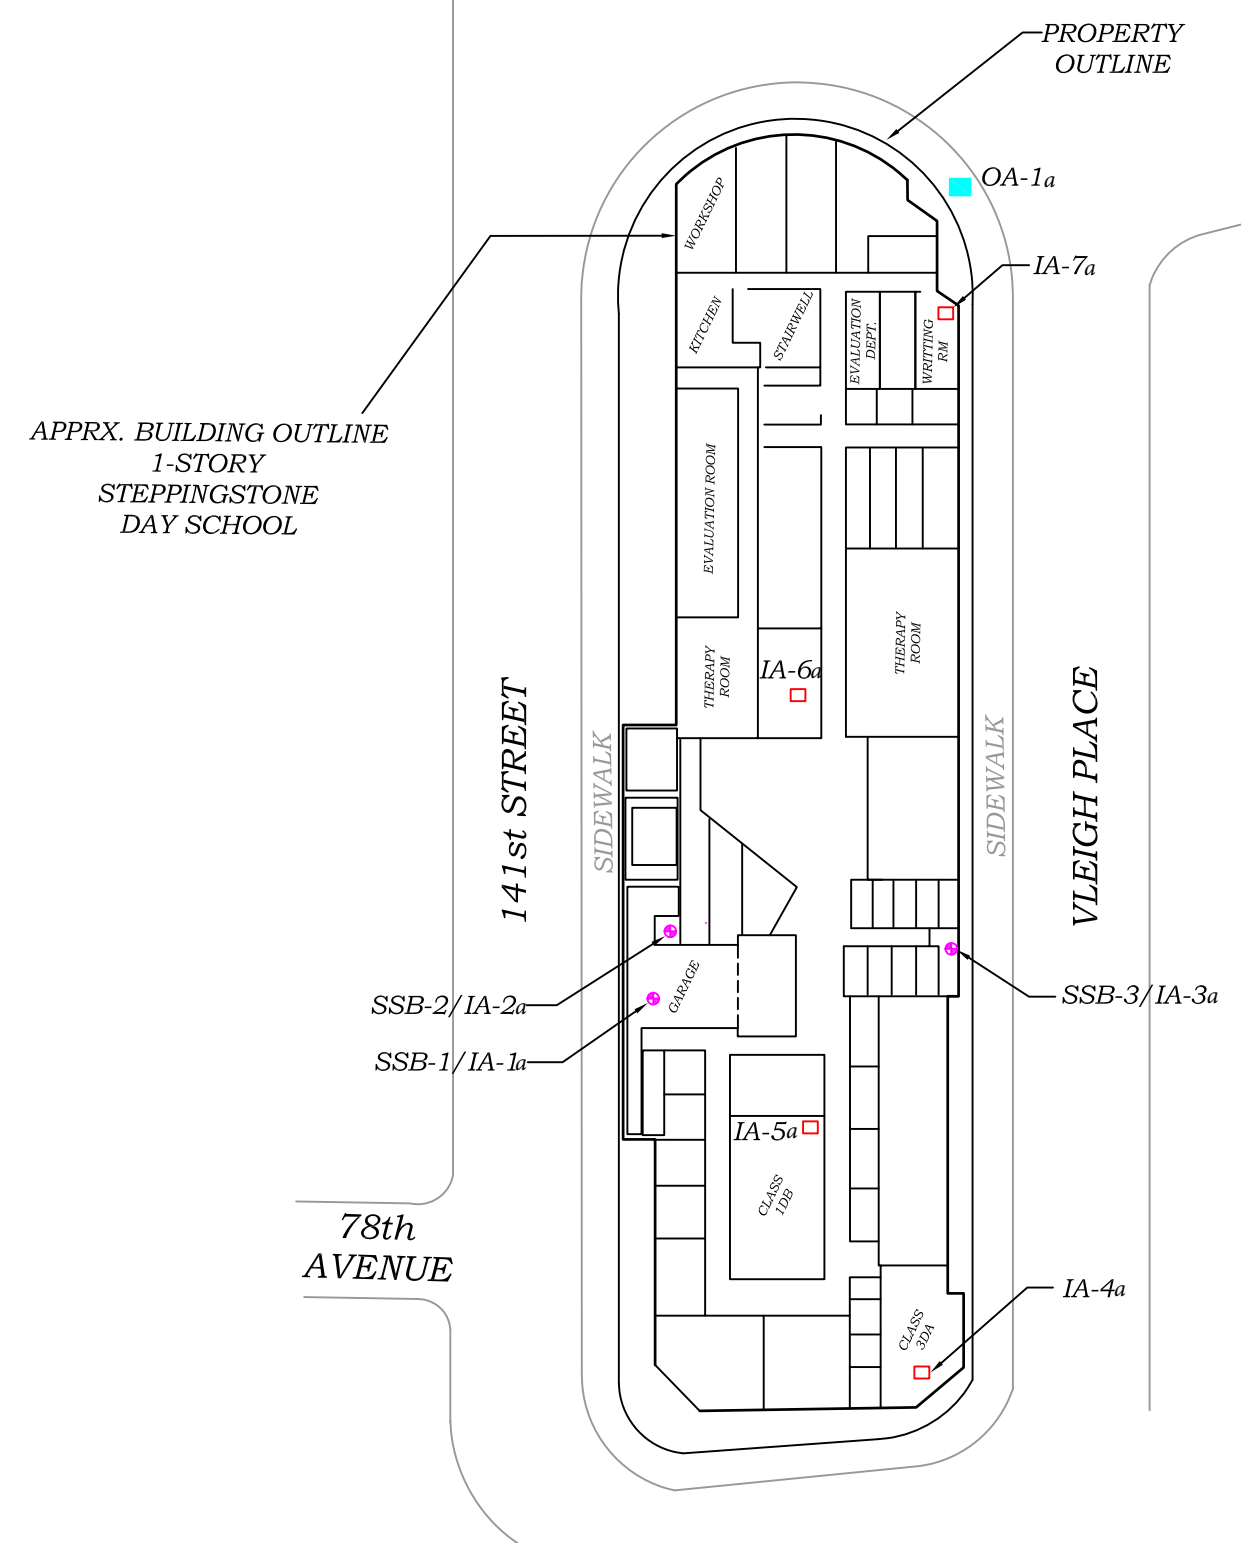 PROPERTY
OUTLINE
OA-1a
WORKSHOP
IA-7a
KITCHEN
STAIRWELL
EVALUATION
DEPT.
WRITTING
RM
APPRX. BUILDING OUTLINE
1-STORY
STEPPINGSTONE
DAY SCHOOL
EVALUATION ROOM
THERAPY
ROOM
THERAPY
ROOM
IA-6a
141st STREET
SIDEWALK
SIDEWALK
VLEIGH PLACE
GARAGE
SSB-2/IA-2a
SSB-3/IA-3a
SSB-1/IA-1a
IA-5a
CLASS
1DB
78th
AVENUE
IA-4a
CLASS
3DA